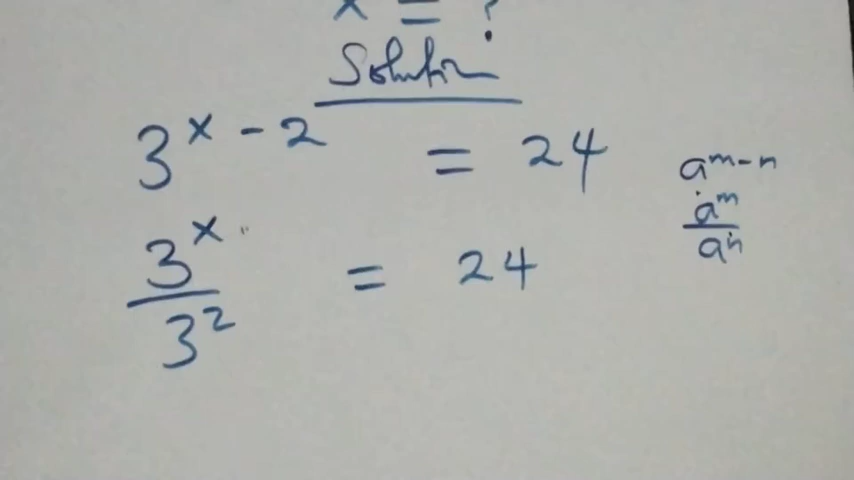 x = ?
Solution
3^x-2 = 24
a^m-n
3^x/3^2 = 24
a^m/a^n